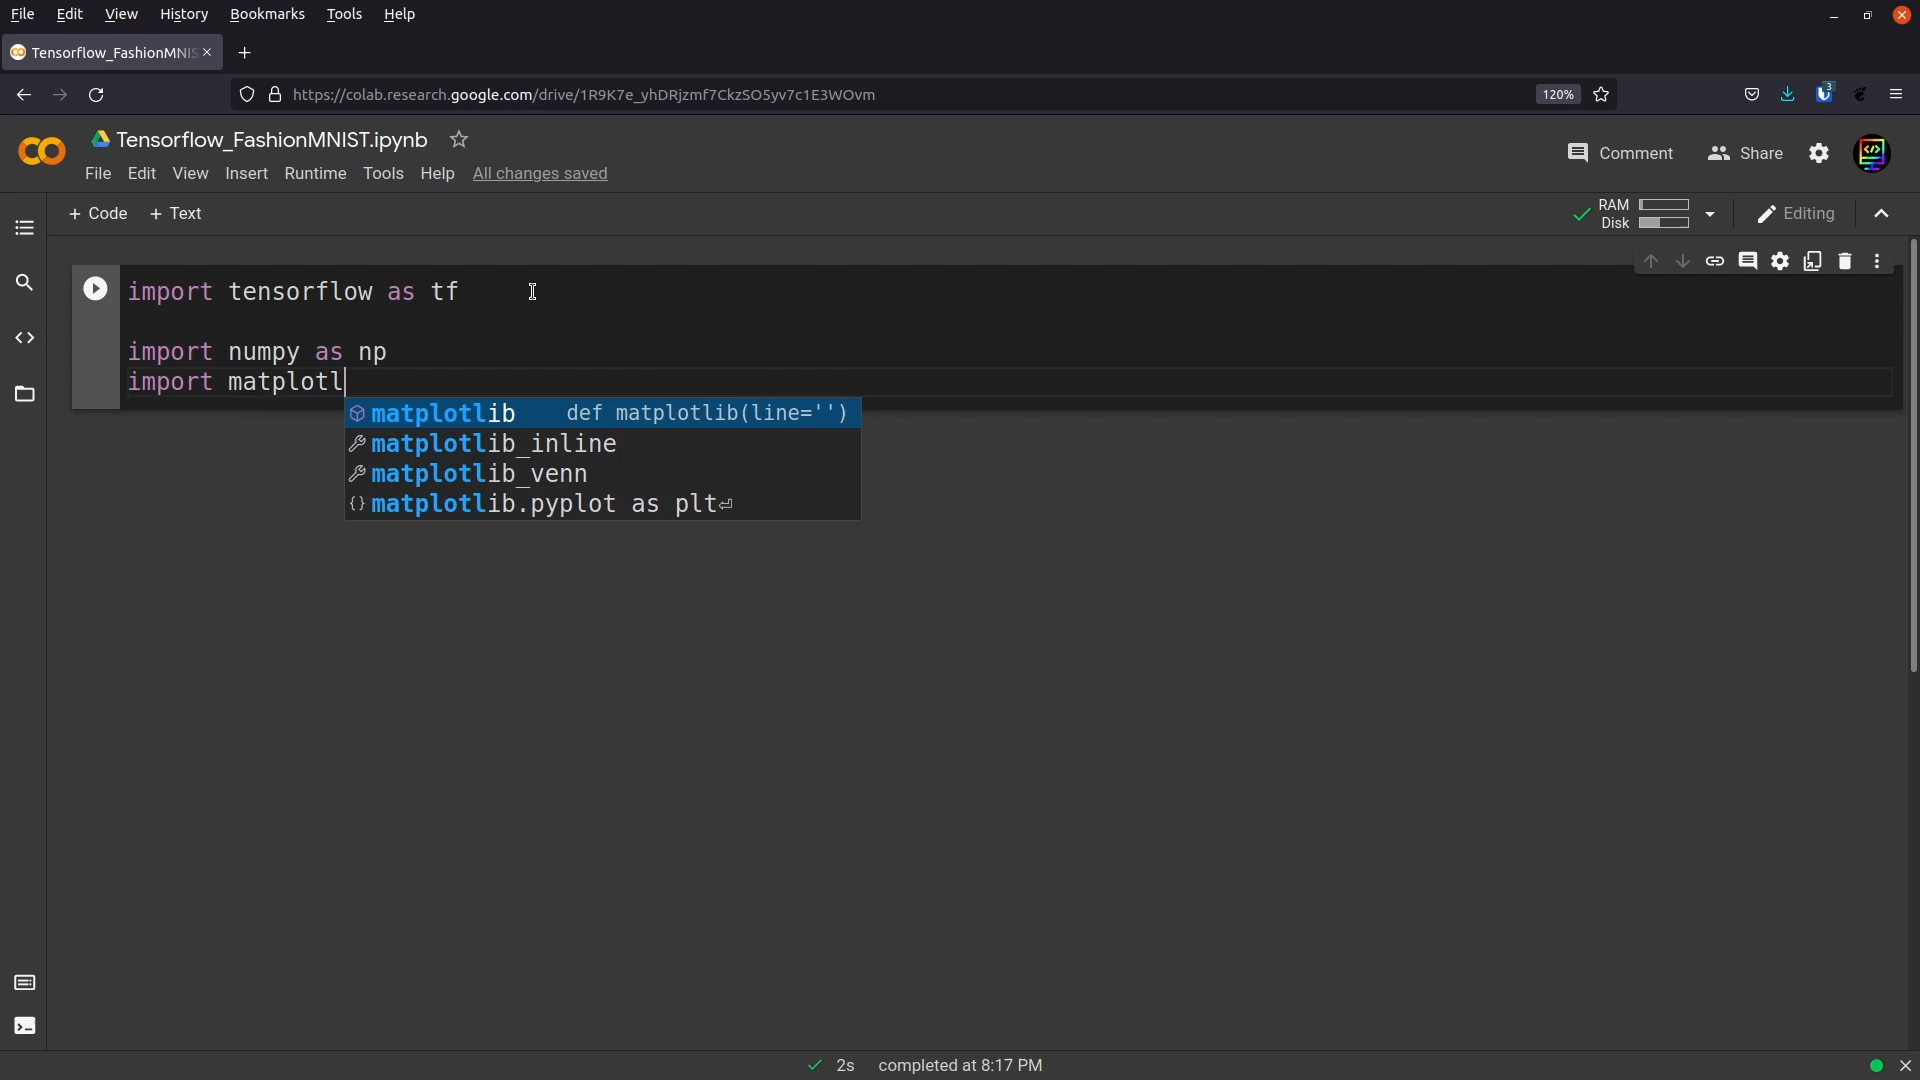 File Edit View History Bookmarks Tools Help
Tensorflow_FashionMNIS
https://colab.research.google.com/drive/1R9K7e_yhDRjzmf7CkzSO5yv7c1E3WOvm 120% 3
Tensorflow_FashionMNIST.ipynb
Comment Share
File Edit View Insert Runtime Tools Help All changes saved
+ Code + Text
RAM
Disk
Editing
import tensorflow as tf
import numpy as np
import matplotl
matplotlib def matplotlib(line='')
matplotlib_inline
matplotlib_venn
{} matplotlib.pyplot as plt⏎
2s completed at 8:17 PM